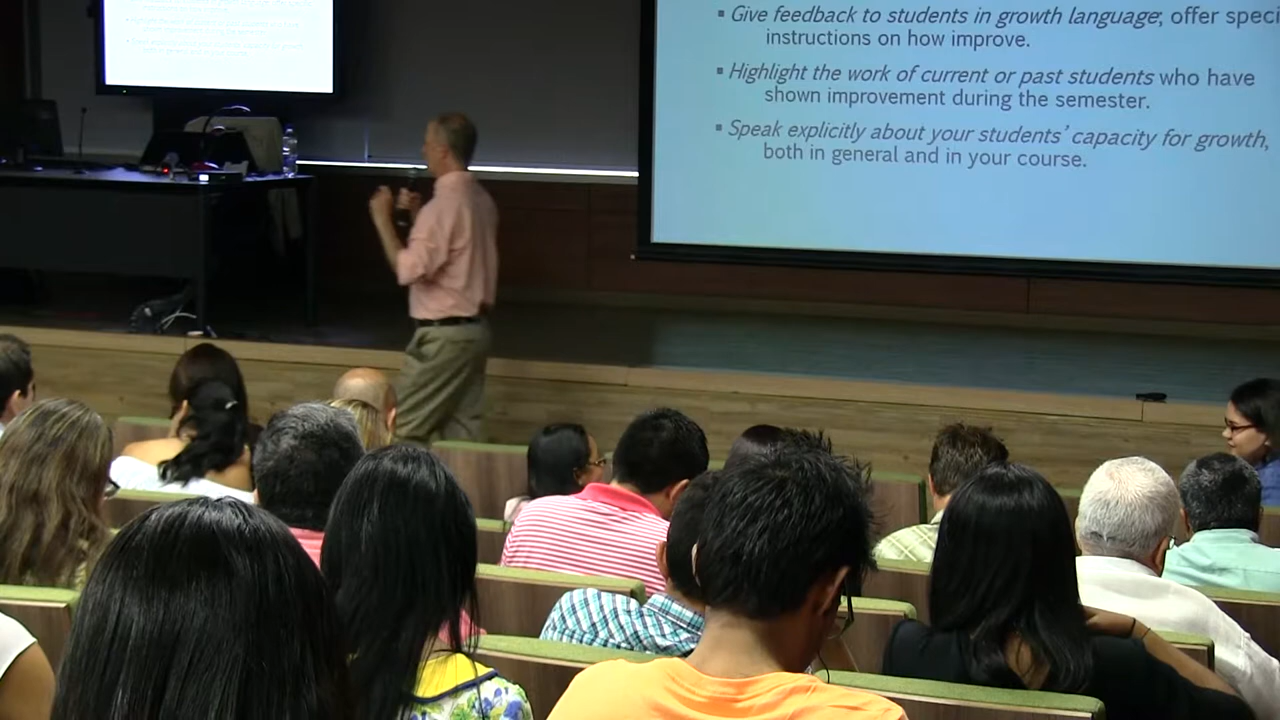 ▪ Give feedback to students in growth language, offer speci
instructions on how improve.
▪ Highlight the work of current or past students who have
shown improvement during the semester.
▪ Speak explicitly about your students’ capacity for growth,
both in general and in your course.